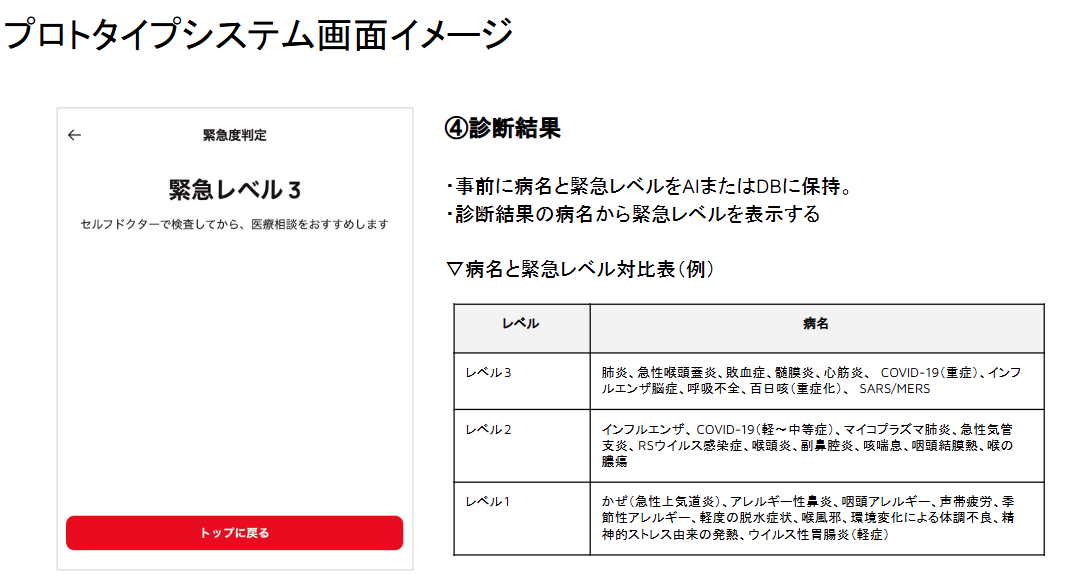 プロトタイプシステム画面イメージ
←
緊急度判定
緊急レベル３
セルフドクターで検査してから、医療相談をおすすめします
トップに戻る
④診断結果
・事前に病名と緊急レベルをAIまたはDBに保持。
・診断結果の病名から緊急レベルを表示する
▽病名と緊急レベル対比表（例）
レベル
病名
レベル3
肺炎、急性喉頭蓋炎、敗血症、髄膜炎、心筋炎、 COVID-19（重症）、インフ
ルエンザ脳症、呼吸不全、百日咳（重症化）、 SARS/MERS
レベル2
インフルエンザ、 COVID-19（軽〜中等症）、マイコプラズマ肺炎、急性気管
支炎、RSウイルス感染症、喉頭炎、副鼻腔炎、咳喘息、咽頭結膜熱、喉の
膿瘍
レベル1
かぜ（急性上気道炎）、アレルギー性鼻炎、咽頭アレルギー、声帯疲労、季
節性アレルギー、軽度の脱水症状、喉風邪、環境変化による体調不良、精
神的ストレス由来の発熱、ウイルス性胃腸炎（軽症）